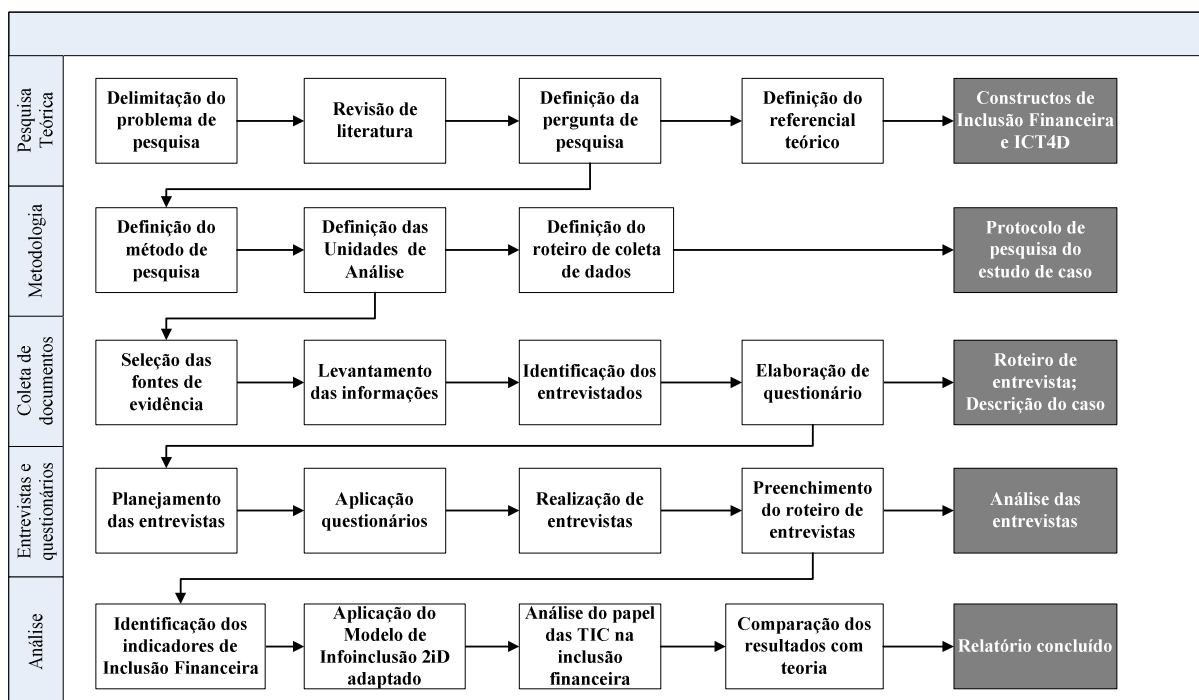 Pesquisa
Teórica
Delimitação do
problema de
pesquisa
Revisão de
literatura
Definição da
pergunta de
pesquisa
Definição do
referencial
teórico
Constructos de
Inclusão Financeira
e ICT4D
Metodologia
Definição do
método de
pesquisa
Definição das
Unidades de
Análise
Definição do
roteiro de coleta
de dados
Protocolo de
pesquisa do
estudo de caso
Coleta de
documentos
Seleção das
fontes de
evidência
Levantamento
das informações
Identificação dos
entrevistados
Elaboração de
questionário
Roteiro de
entrevista;
Descrição do caso
Entrevistas e
questionários
Planejamento
das entrevistas
Aplicação
questionários
Realização de
entrevistas
Preenchimento
do roteiro de
entrevistas
Análise das
entrevistas
Análise
Identificação dos
indicadores de
Inclusão Financeira
Aplicação do
Modelo de
Infoinclusão 2iD
adaptado
Análise do papel
das TIC na
inclusão
financeira
Comparação dos
resultados com
teoria
Relatório concluído